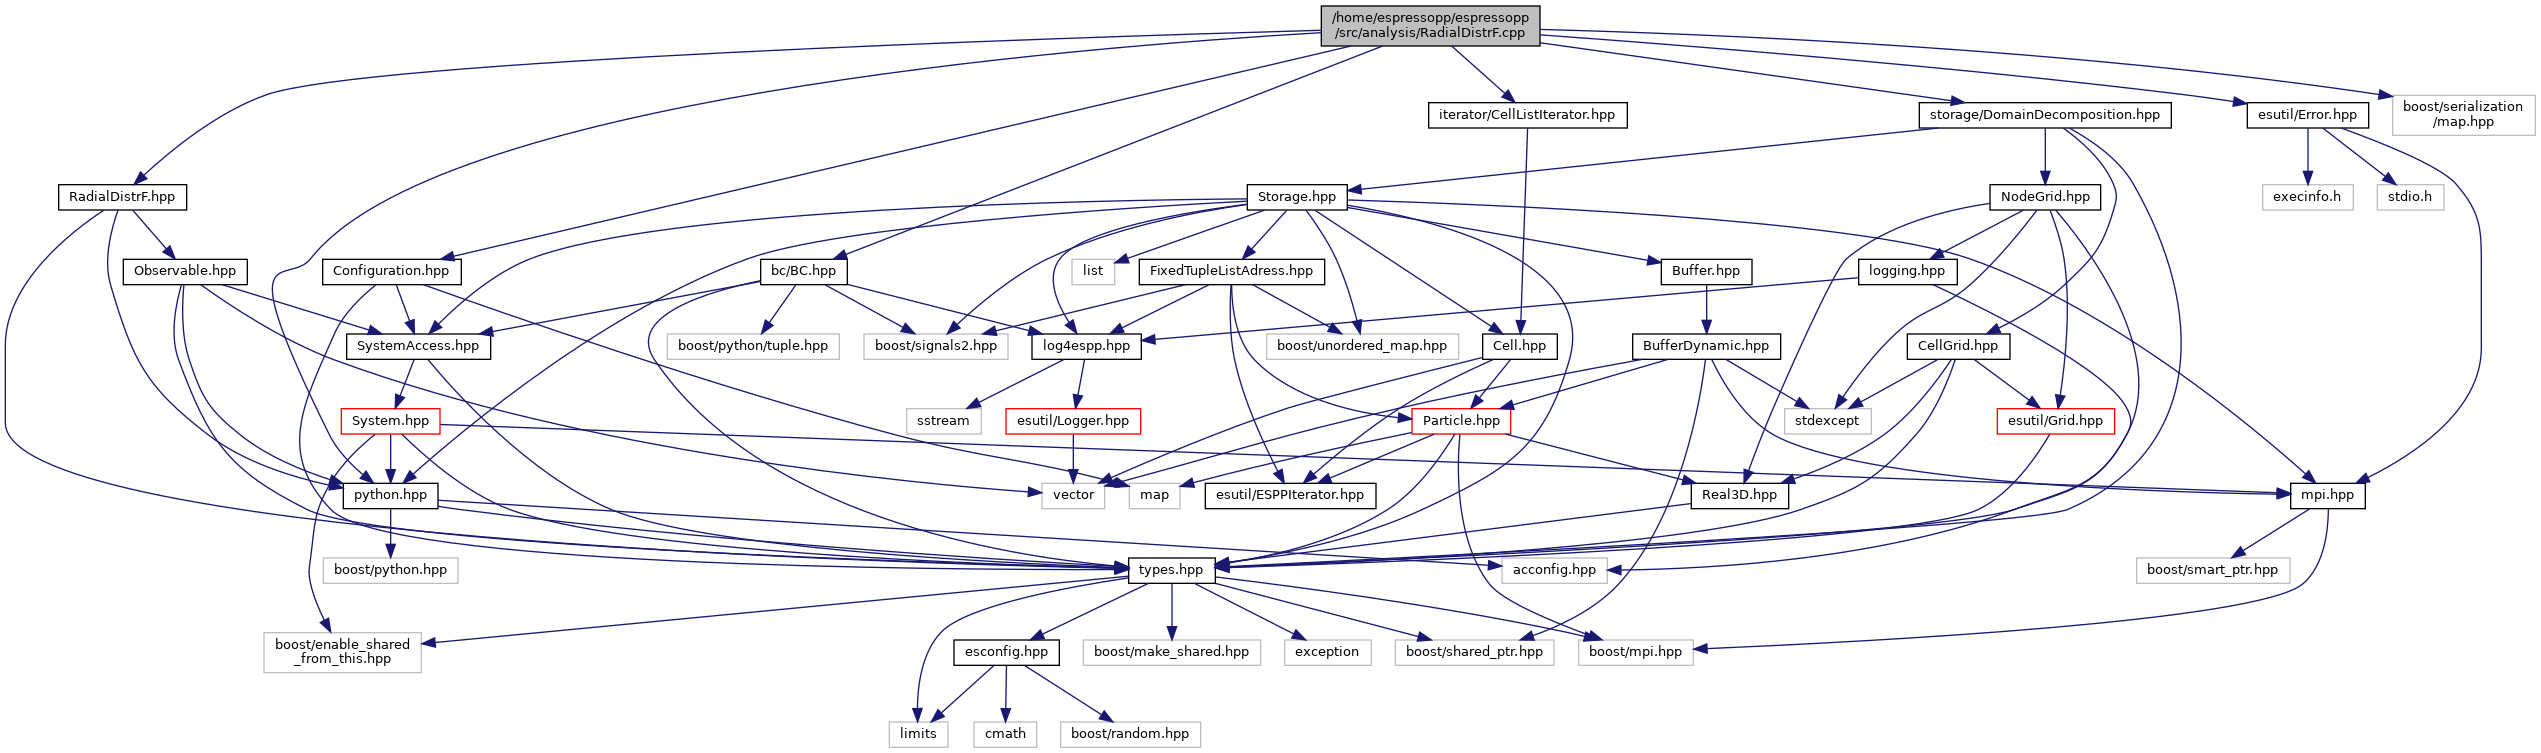 /home/espressopp/espressopp
/src/analysis/RadialDistrF.cpp
iterator/CellListIterator.hpp
storage/DomainDecomposition.hpp
esutil/Error.hpp
boost/serialization
/map.hpp
RadialDistrF.hpp
Storage.hpp
NodeGrid.hpp
execinfo.h
stdio.h
Observable.hpp
Configuration.hpp
bc/BC.hpp
list
FixedTupleListAdress.hpp
Buffer.hpp
logging.hpp
SystemAccess.hpp
boost/python/tuple.hpp
boost/signals2.hpp
log4espp.hpp
boost/unordered_map.hpp
Cell.hpp
BufferDynamic.hpp
CellGrid.hpp
System.hpp
sstream
esutil/Logger.hpp
Particle.hpp
stdexcept
esutil/Grid.hpp
python.hpp
vector
map
esutil/ESPPIterator.hpp
Real3D.hpp
mpi.hpp
boost/python.hpp
types.hpp
acconfig.hpp
boost/smart_ptr.hpp
boost/enable_shared
_from_this.hpp
esconfig.hpp
boost/make_shared.hpp
exception
boost/shared_ptr.hpp
boost/mpi.hpp
limits
cmath
boost/random.hpp